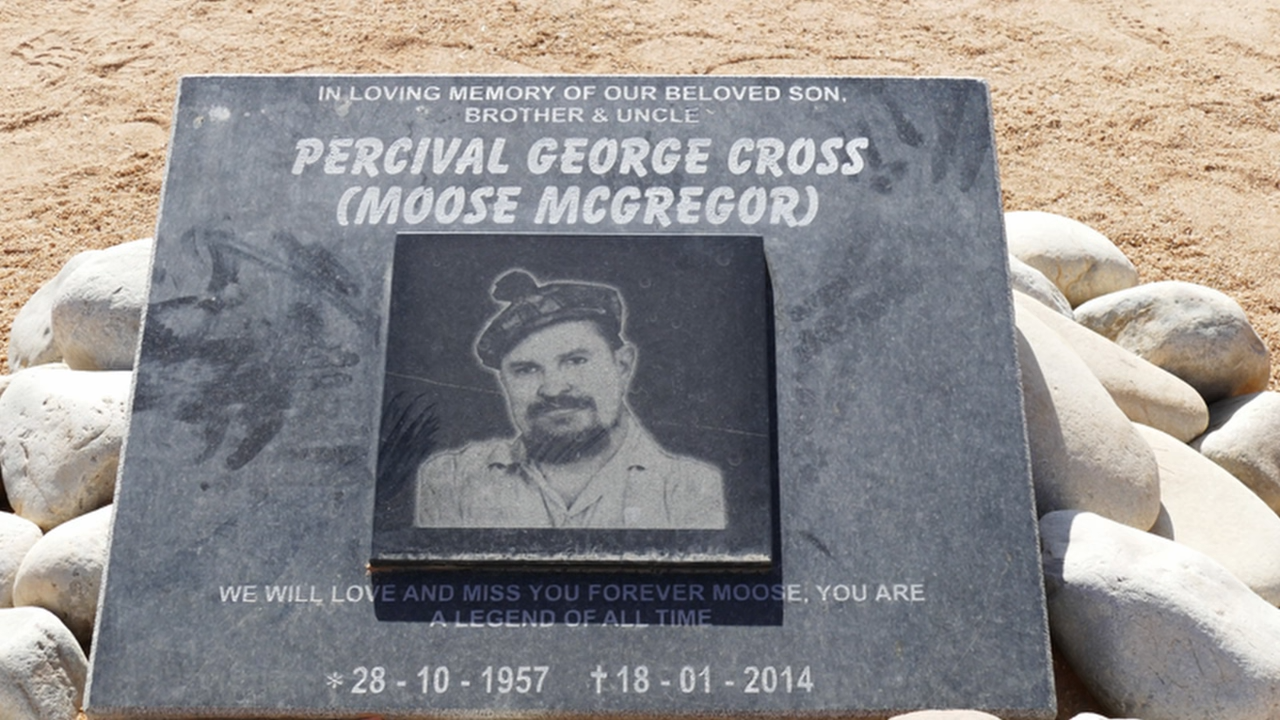 IN LOVING MEMORY OF OUR BELOVED SON,
BROTHER & UNCLE
PERCIVAL GEORGE CROSS
(MOOSE MCGREGOR)
WE WILL LOVE AND MISS YOU FOREVER MOOSE, YOU ARE
A LEGEND OF ALL TIME
*28 - 10 - 1957 †18 - 01 - 2014